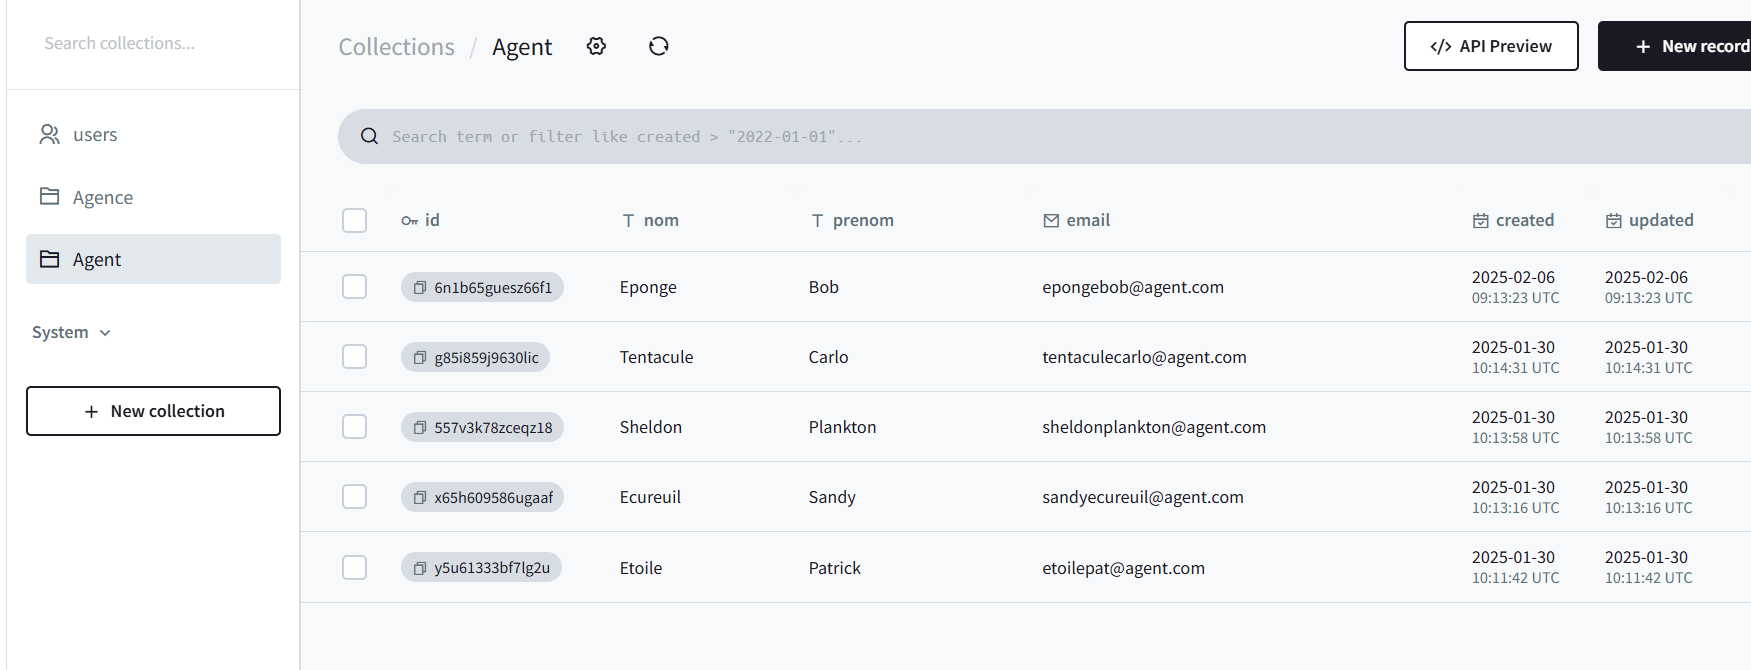 Search collections...
users
Agence
Agent
System
New collection
Collections / Agent
</> API Preview
+ New record
Search term or filter like created > "2022-01-01"...
id nom prenom email created updated
6n1b65guesz66f1 Eponge Bob epongebob@agent.com 2025-02-06 2025-02-06
09:13:23 UTC 09:13:23 UTC
g85i859j9630lic Tentacule Carlo tentaculecarlo@agent.com 2025-01-30 2025-01-30
10:14:31 UTC 10:14:31 UTC
557v3k78zceqz18 Sheldon Plankton sheldonplankton@agent.com 2025-01-30 2025-01-30
10:13:58 UTC 10:13:58 UTC
x65h609586ugaaf Ecureuil Sandy sandyecureuil@agent.com 2025-01-30 2025-01-30
10:13:16 UTC 10:13:16 UTC
y5u61333bf7lg2u Etoile Patrick etoilepat@agent.com 2025-01-30 2025-01-30
10:11:42 UTC 10:11:42 UTC